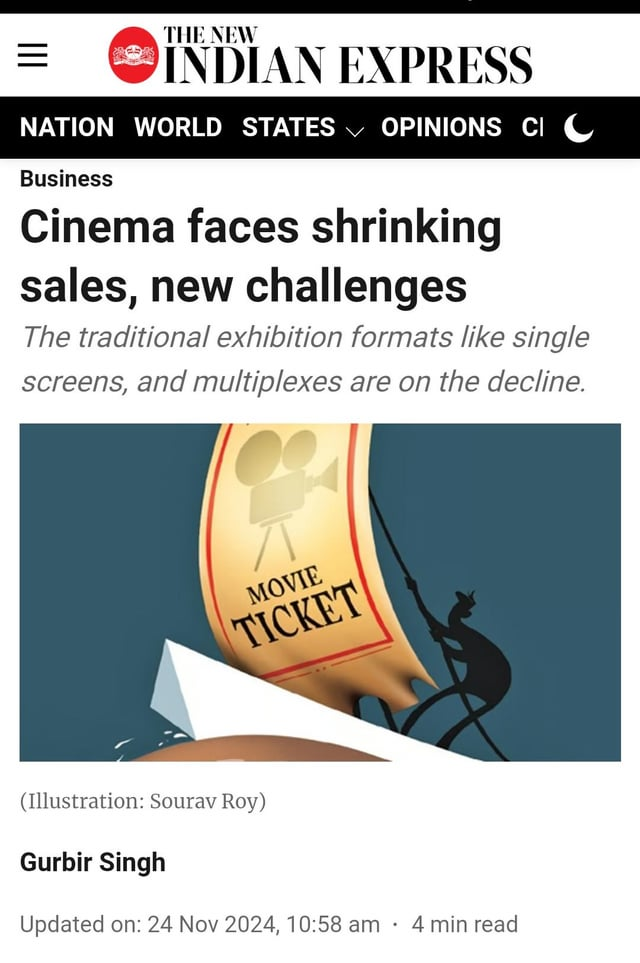 THE NEW
INDIAN EXPRESS
NATION WORLD STATES OPINIONS CI
Business
Cinema faces shrinking
sales, new challenges
The traditional exhibition formats like single
screens, and multiplexes are on the decline.
MOVIE
TICKET
(Illustration: Sourav Roy)
Gurbir Singh
Updated on: 24 Nov 2024, 10:58 am · 4 min read